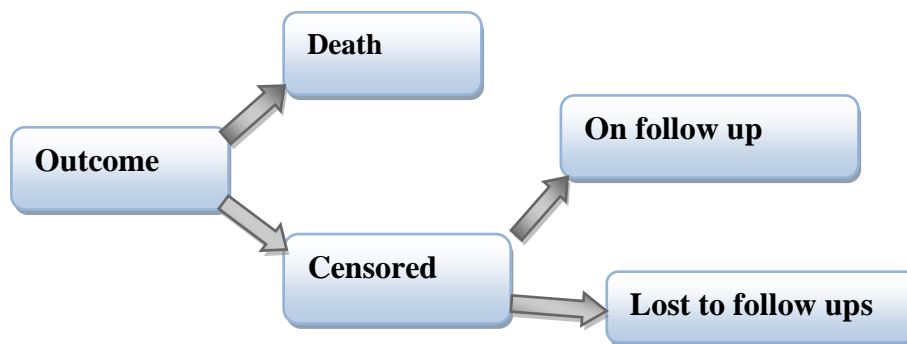 Death
On follow up
Outcome
Censored
Lost to follow ups